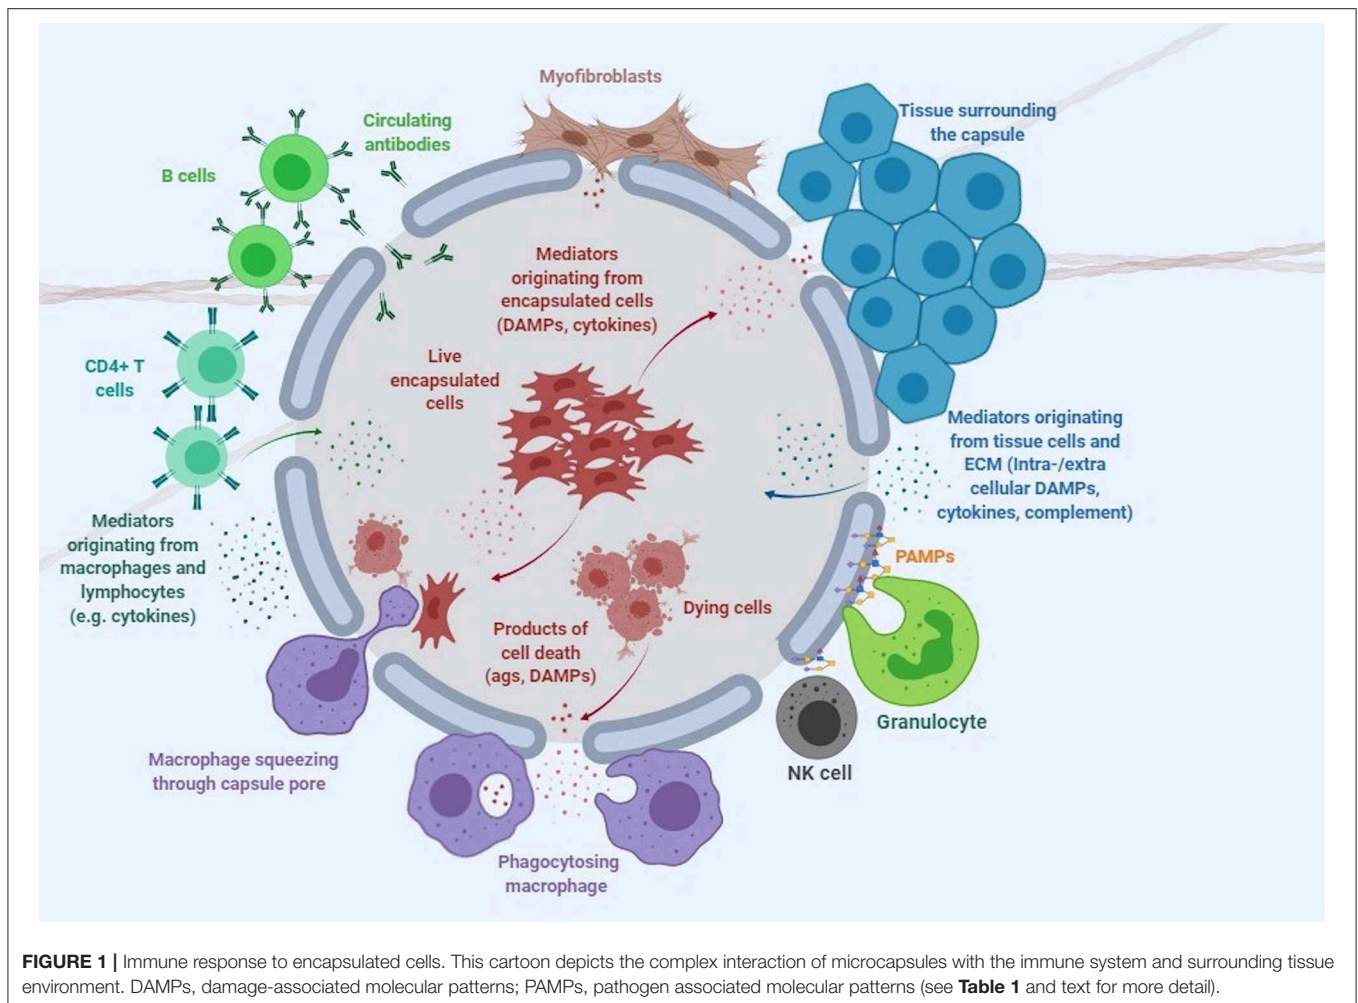 Myofibroblasts
Circulating
antibodies
Tissue surrounding
the capsule
B cells
Mediators
originating from
encapsulated cells
(DAMPs, cytokines)
Live
encapsulated
cells
CD4+ T
cells
Mediators originating
from tissue cells and
ECM (Intra-/extra
cellular DAMPs,
cytokines, complement)
Mediators
originating from
macrophages and
lymphocytes
(e.g. cytokines)
PAMPs
Dying cells
Products of
cell death
(ags, DAMPs)
Granulocyte
Macrophage squeezing
through capsule pore
NK cell
Phagocytosing
macrophage
FIGURE 1 | Immune response to encapsulated cells. This cartoon depicts the complex interaction of microcapsules with the immune system and surrounding tissue
environment. DAMPs, damage-associated molecular patterns; PAMPs, pathogen associated molecular patterns (see Table 1 and text for more detail).